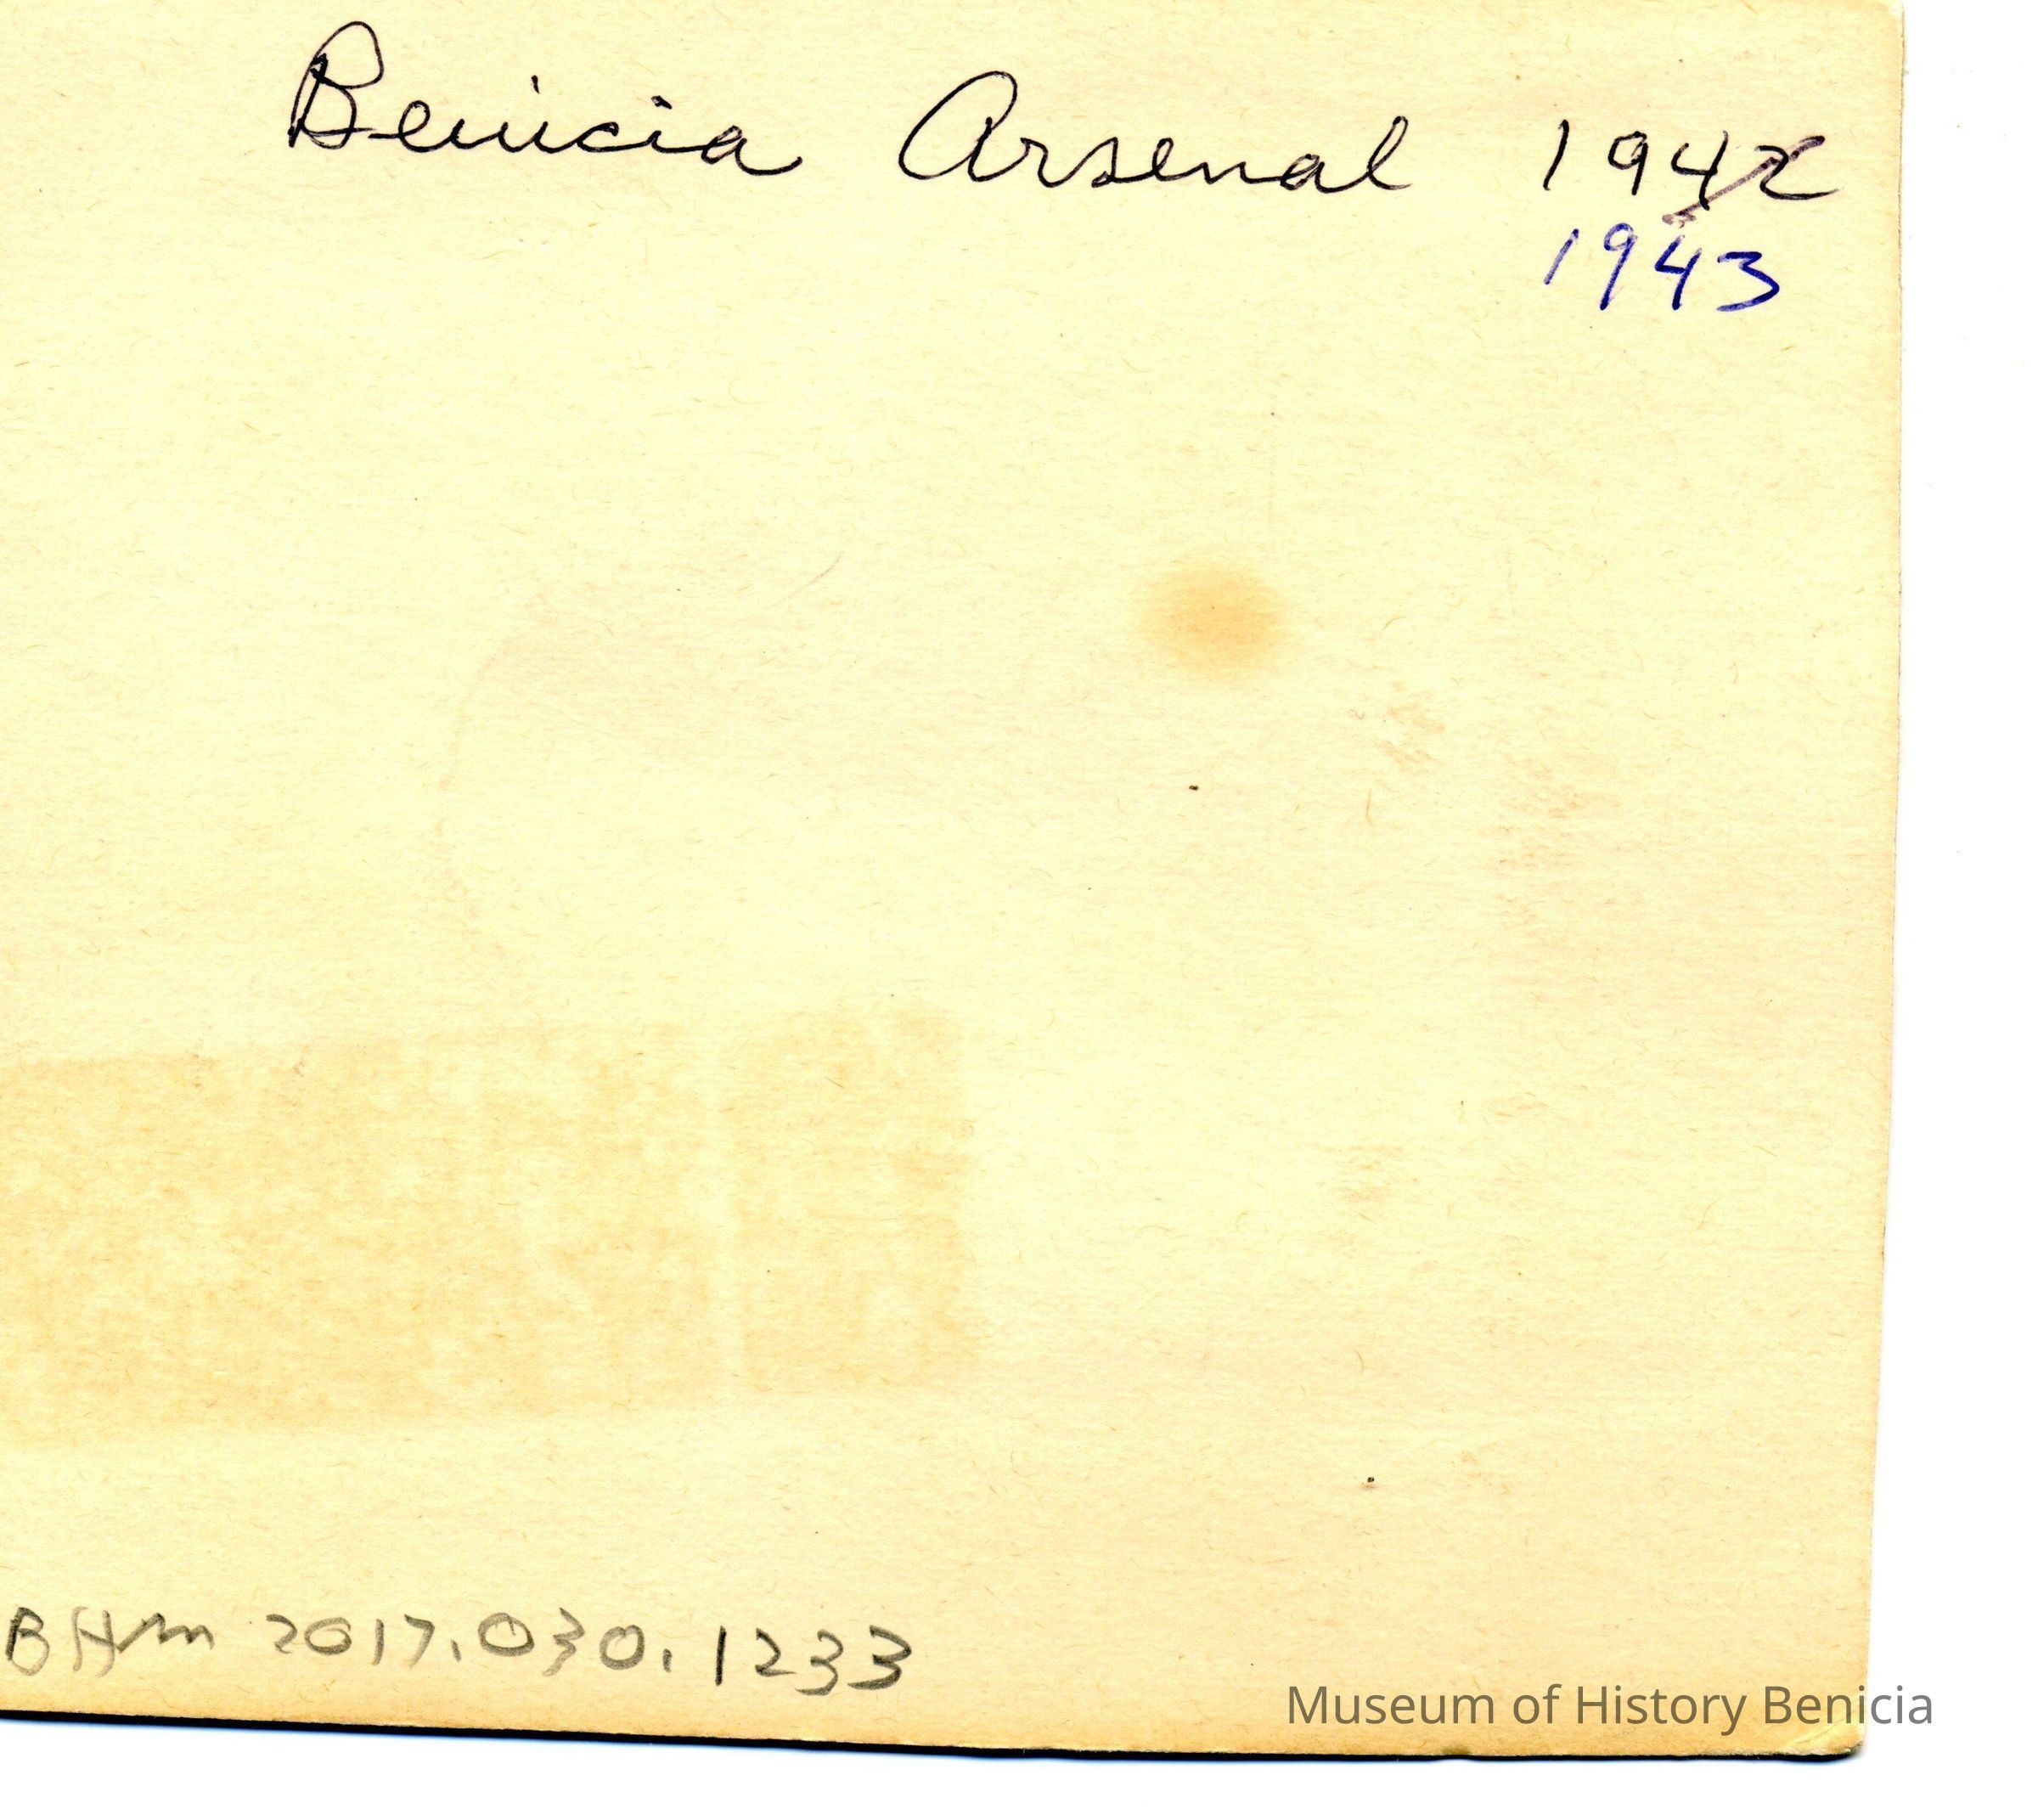 Benicia Arsenal 1942
1943
BHM 2017.030.1233
Museum of History Benicia